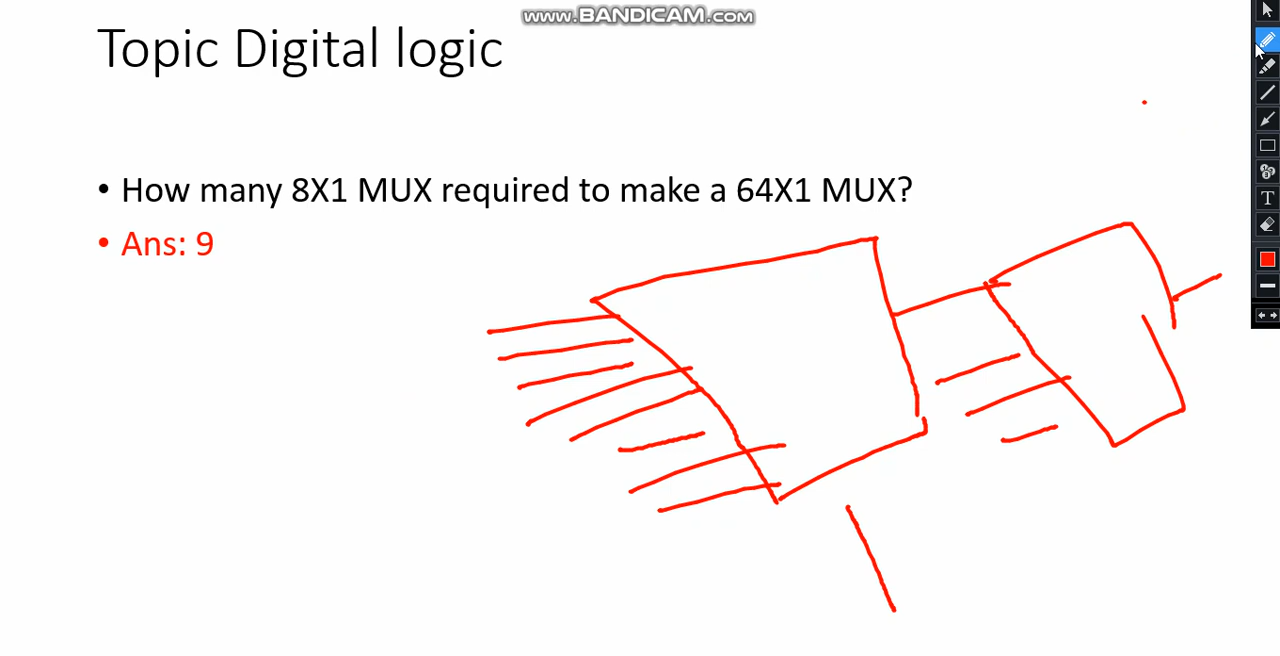 www.BANDICAM.com
Topic Digital logic
• How many 8X1 MUX required to make a 64X1 MUX?
• Ans: 9
T